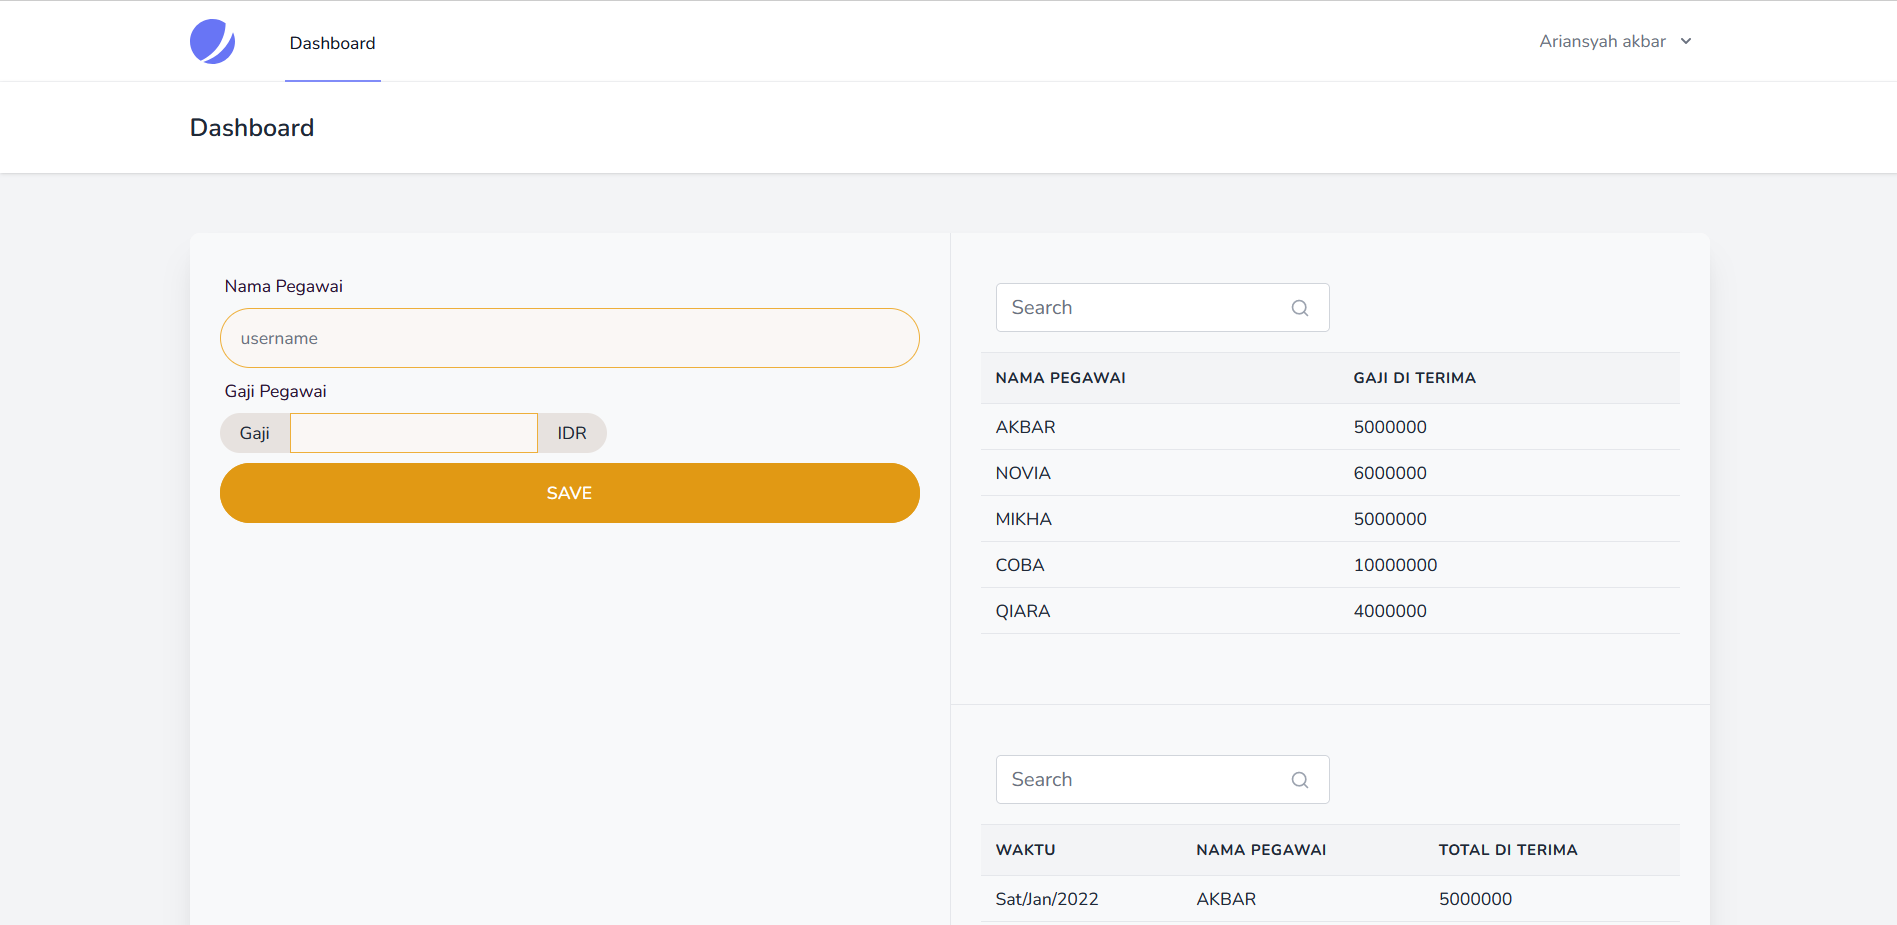 Dashboard
Ariansyah akbar
Dashboard
Nama Pegawai
username
Gaji Pegawai
Gaji IDR
SAVE
Search
NAMA PEGAWAI GAJI DI TERIMA
AKBAR 5000000
NOVIA 6000000
MIKHA 5000000
COBA 10000000
QIARA 4000000
Search
WAKTU NAMA PEGAWAI TOTAL DI TERIMA
Sat/Jan/2022 AKBAR 5000000